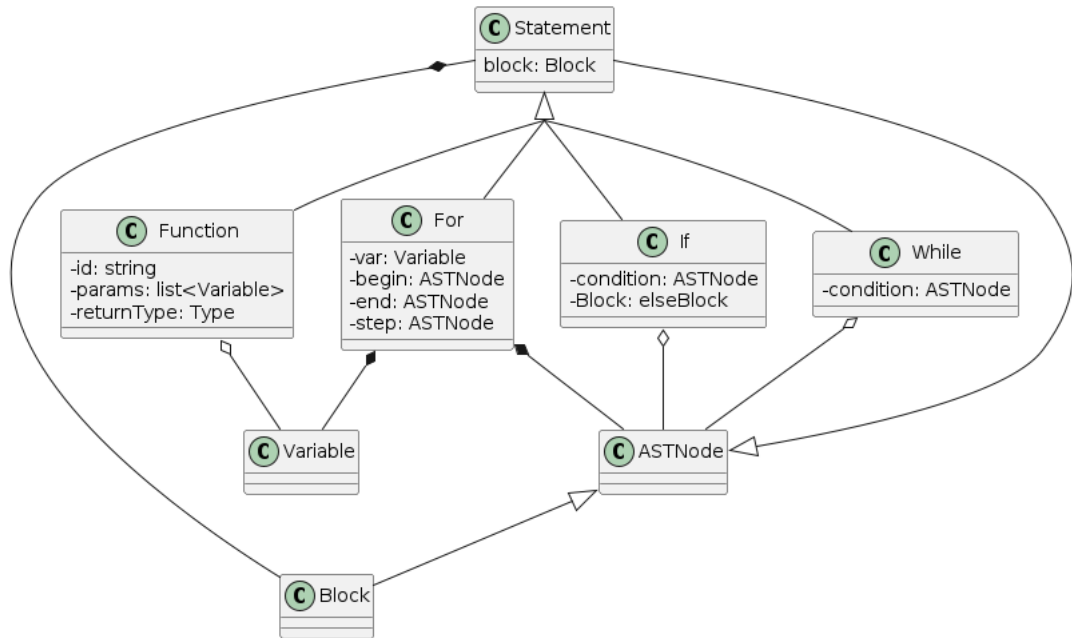 C Statement
block: Block
C Function
-id: string
-params: list<Variable>
-returnType: Type
C For
-var: Variable
-begin: ASTNode
-end: ASTNode
-step: ASTNode
C If
-condition: ASTNode
-Block: elseBlock
C While
-condition: ASTNode
C Variable
C ASTNode
C Block